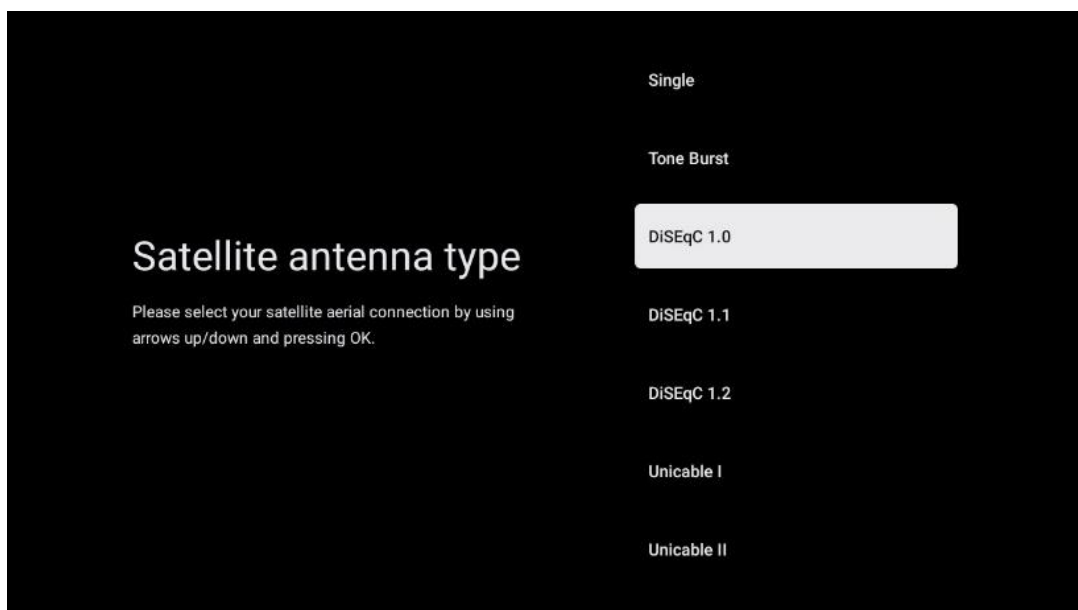 Satellite antenna type
Please select your satellite aerial connection by using
arrows up/down and pressing OK.
Single
Tone Burst
DiSEqC 1.0
DiSEqC 1.1
DiSEqC 1.2
Unicable I
Unicable II